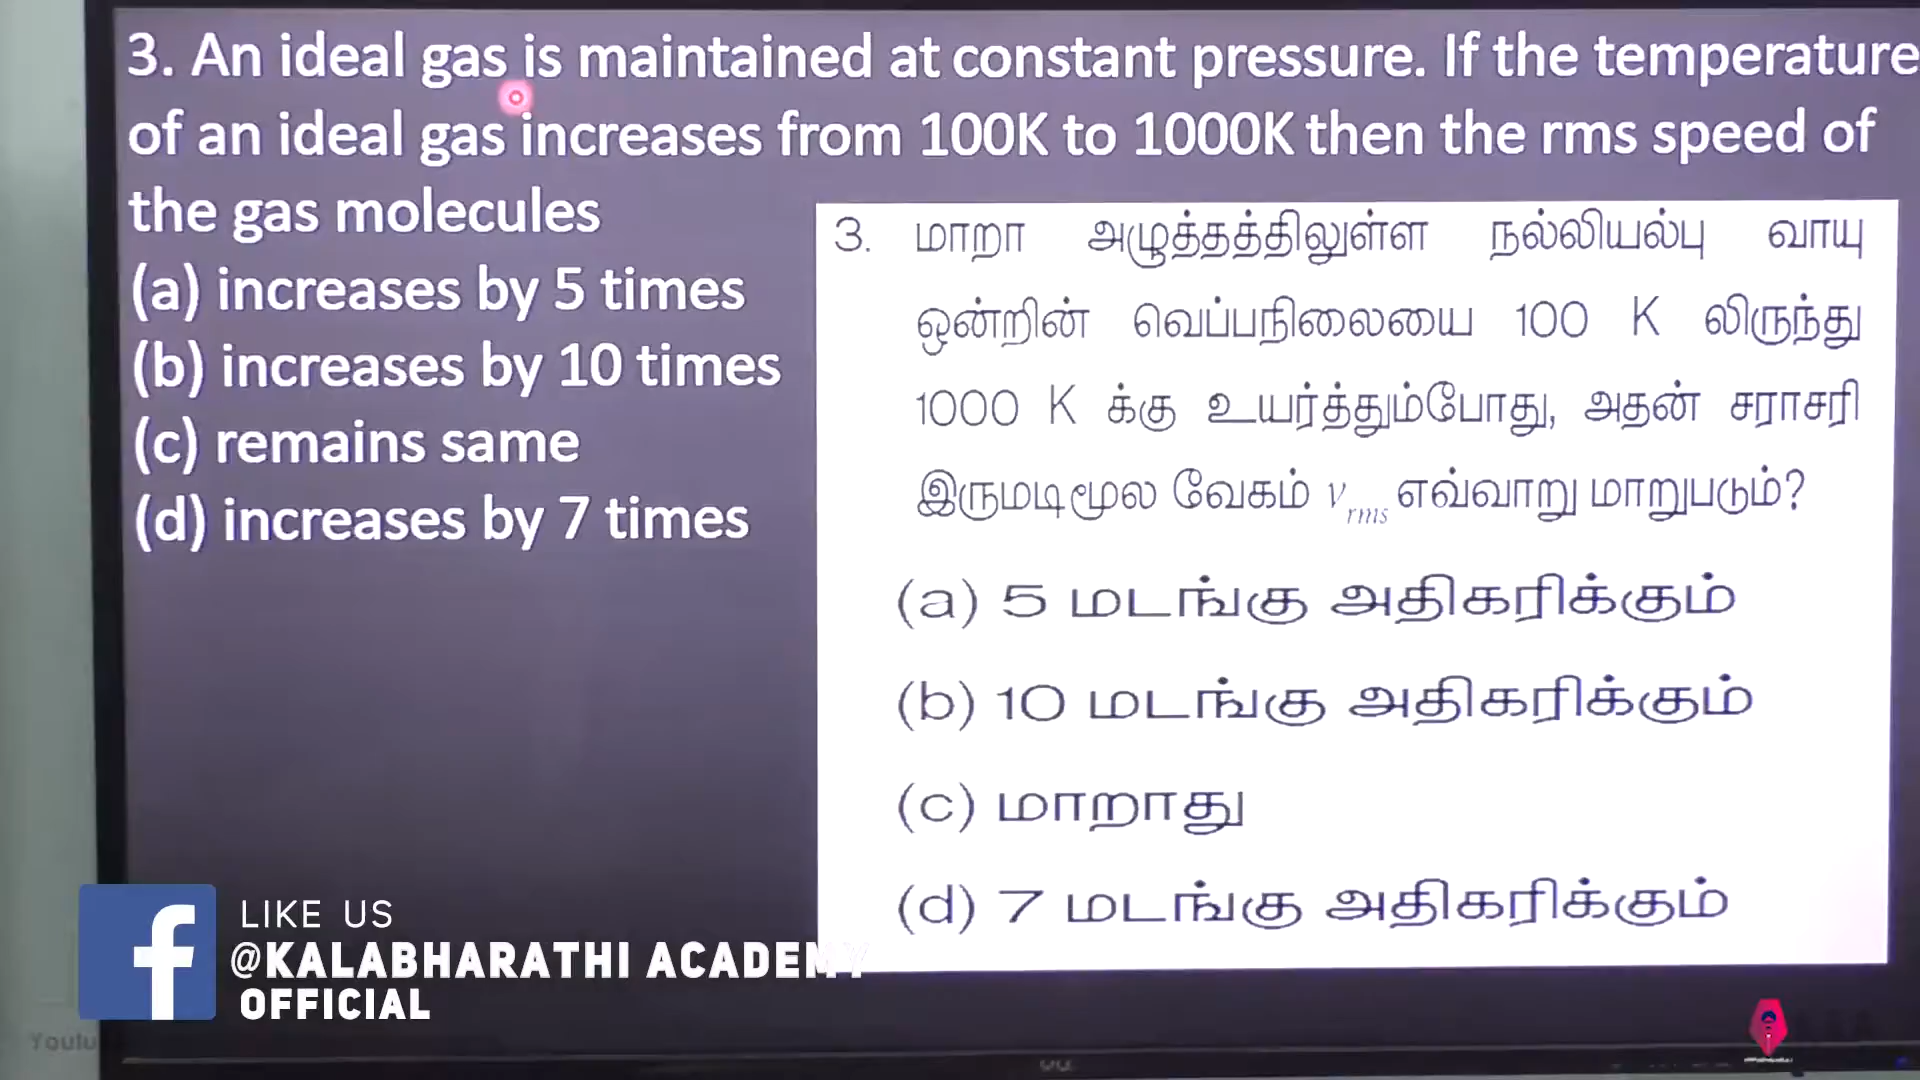 3. An ideal gas is maintained at constant pressure. If the temperature
of an ideal gas increases from 100K to 1000K then the rms speed of
the gas molecules
(a) increases by 5 times
(b) increases by 10 times
(c) remains same
(d) increases by 7 times
3. மாறா அழுத்தத்திலுள்ள நல்லியல்பு வாயு
ஒன்றின் வெப்பநிலையை 100 K லிருந்து
1000 K க்கு உயர்த்தும்போது, அதன் சராசரி
இருமடிமூல வேகம் vrms எவ்வாறு மாறுபடும்?
(a) 5 மடங்கு அதிகரிக்கும்
(b) 10 மடங்கு அதிகரிக்கும்
(c) மாறாது
(d) 7 மடங்கு அதிகரிக்கும்
LIKE US
@KALABHARATHI ACADEMY
OFFICIAL